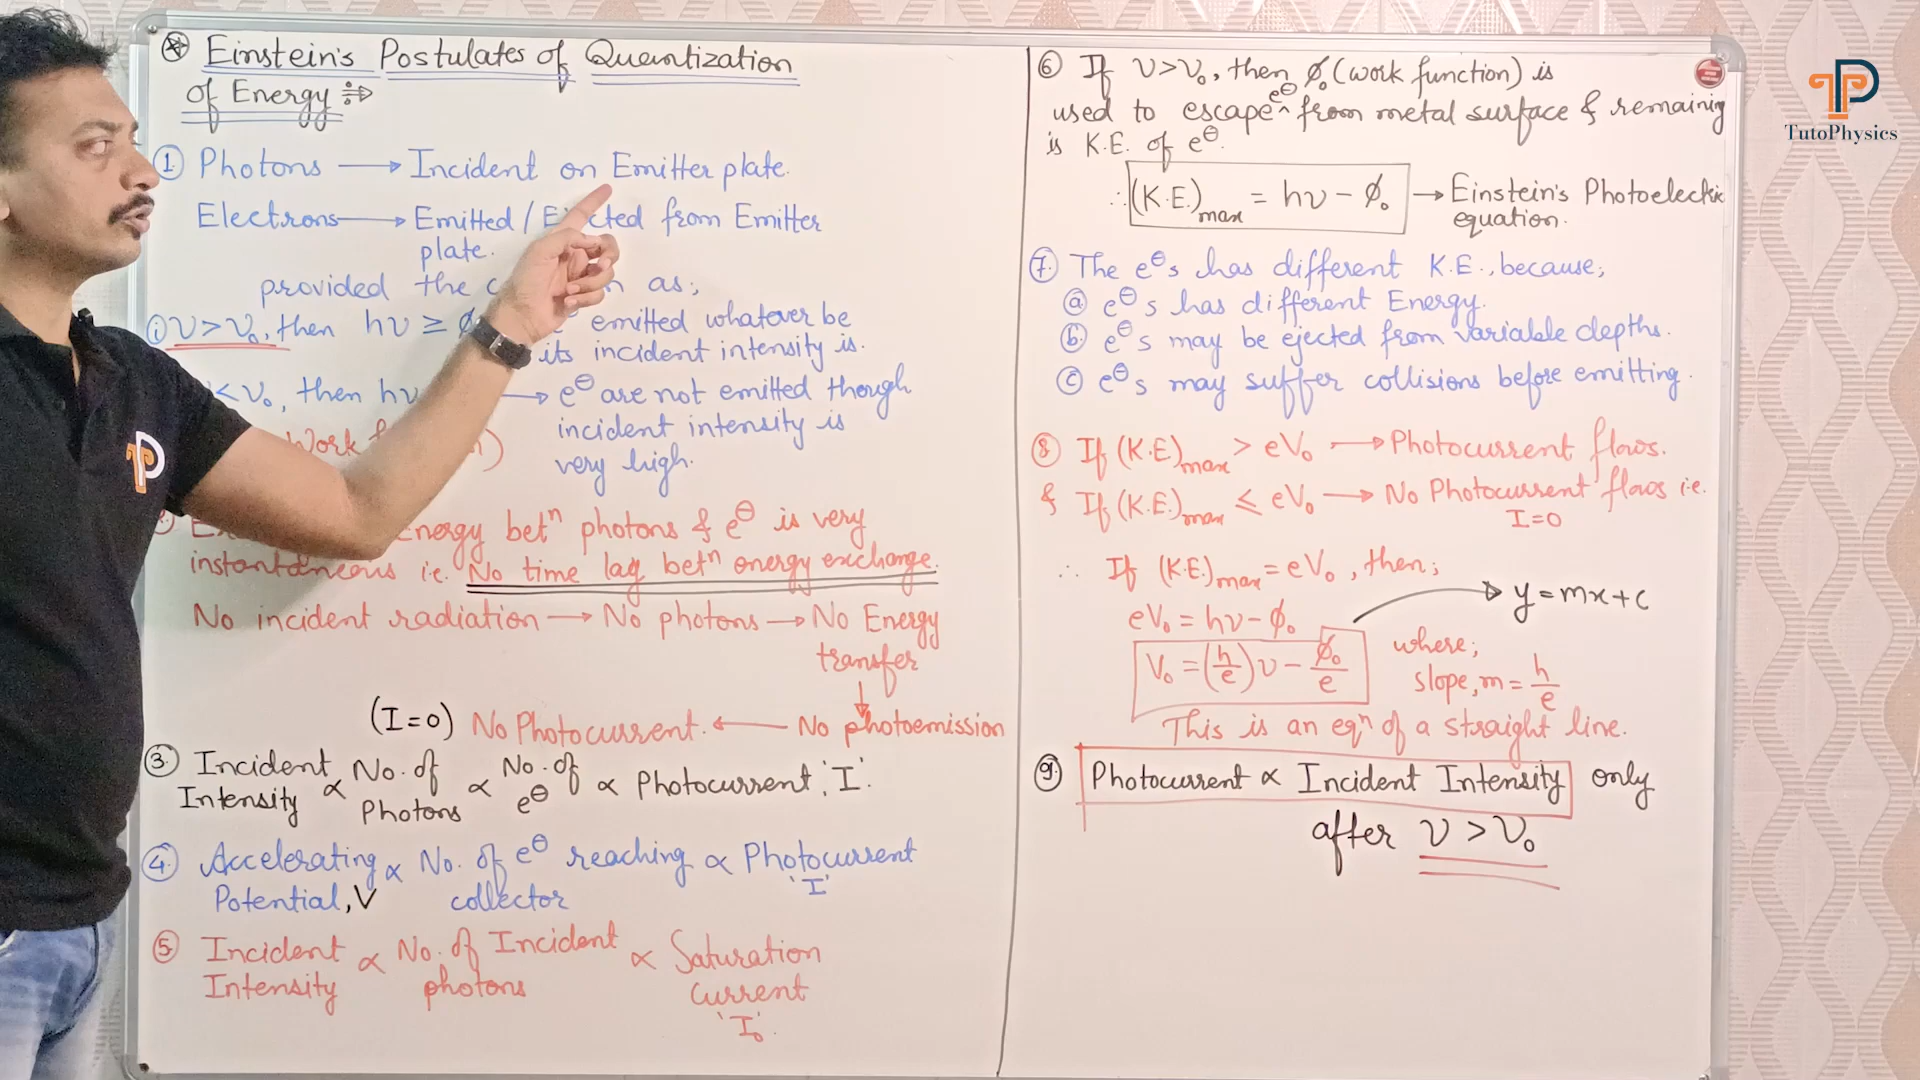 Einstein's Postulates of Quantization
of Energy
① Photons → Incident on Emitter plate.
Electrons → Emitted / from Emitter
plate.
provided the as;
ⓘ ν > ν₀, then hν ≥ emitted whatever be
its incident intensity is.
< ν₀, then hν → e⊖ are not emitted though
Work incident intensity is
very high.
Energy betⁿ photons & e⊖ is very
instantaneous i.e. No time lag betⁿ energy exchange.
No incident radiation → No photons → No Energy
transfer
↓
(I=0) No Photocurrent. ← No photoemission
③ Incident Intensity ∝ No. of Photons ∝ No. of e⊖ ∝ Photocurrent 'I'.
④ Accelerating Potential, V ∝ No. of e⊖ reaching collector ∝ Photocurrent 'I'
⑤ Incident Intensity ∝ No. of Incident photons ∝ Saturation current 'I₀'.
⑥ If ν > ν₀, then ϕ₀ (work function) is
used to escape e⊖ from metal surface & remaining
is K.E. of e⊖.
∴ (K.E.)max = hν − ϕ₀ → Einstein's Photoelectric
equation.
⑦ The e⊖s has different K.E., because;
ⓐ e⊖s has different Energy.
ⓑ e⊖s may be ejected from variable depths.
ⓒ e⊖s may suffer collisions before emitting.
⑧ If (K.E.)max > eV₀ → Photocurrent flows.
& If (K.E.)max ≤ eV₀ → No Photocurrent flows i.e.
I=0
∴ If (K.E.)max = eV₀, then;
eV₀ = hν − ϕ₀ → y = mx + c
V₀ = (h/e)ν − ϕ₀/e where;
slope, m = h/e
This is an eqⁿ of a straight line.
⑨ Photocurrent ∝ Incident Intensity only
after ν > ν₀
TP
TutoPhysics